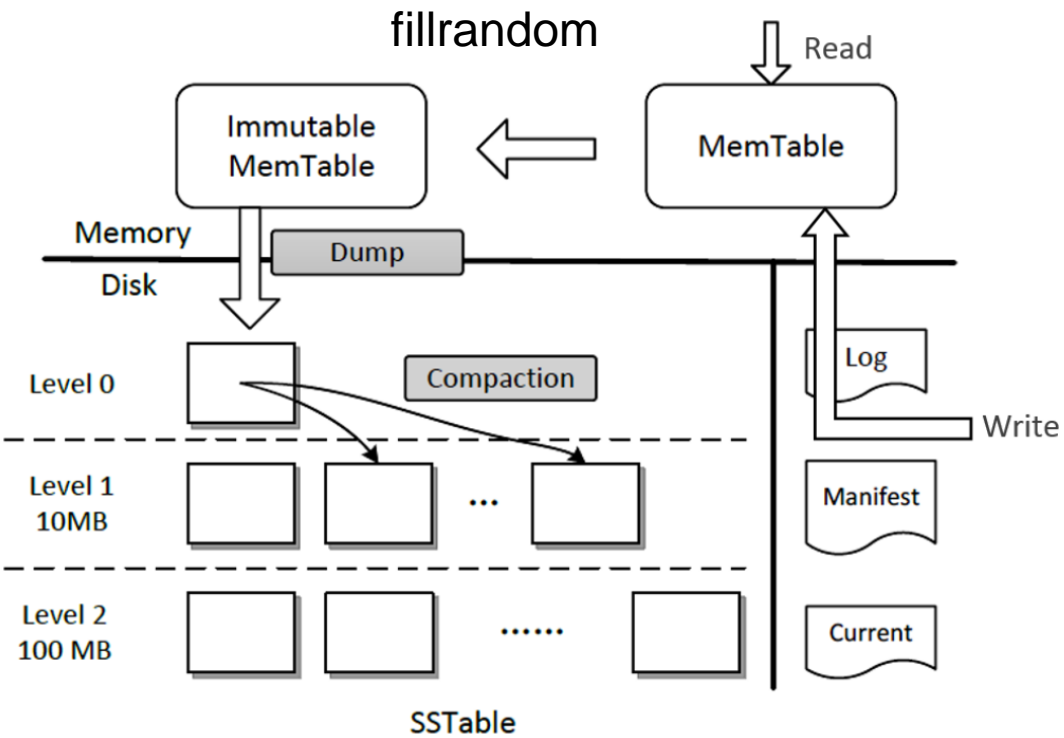 fillrandom
Read
Immutable
MemTable
MemTable
Memory
Dump
Disk
Level 0
Compaction
Log
Write
Level 1
10MB
...
Manifest
Level 2
100 MB
......
Current
SSTable